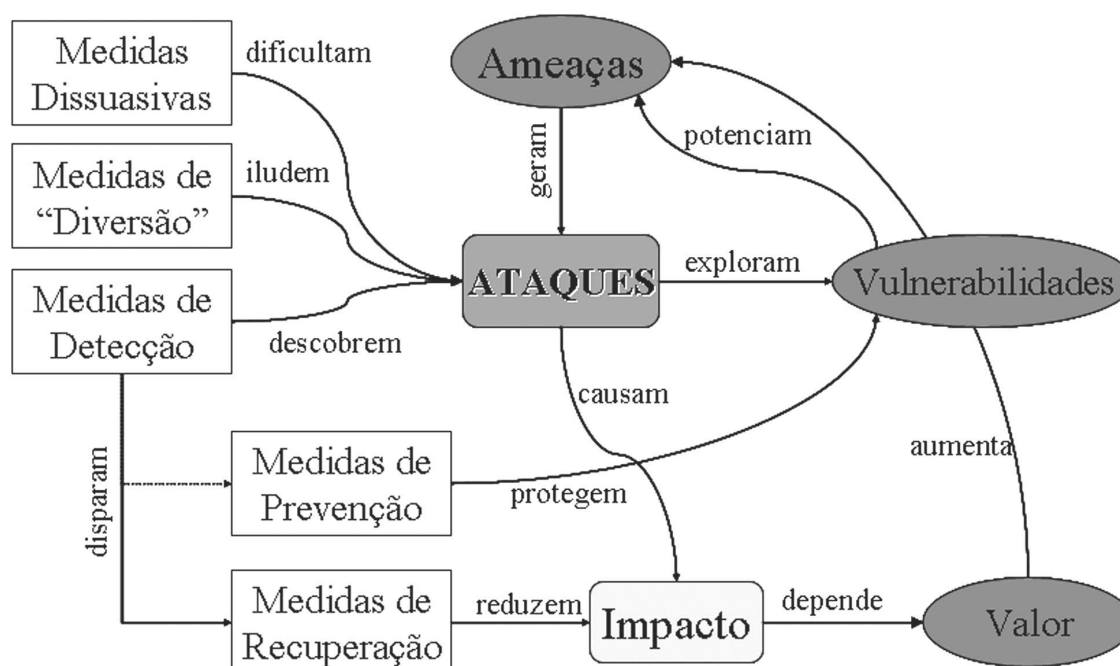 Medidas
Dissuasivas
dificultam
Ameaças
potenciam
geram
Medidas de
“Diversão”
iludem
ATAQUES
exploram
Vulnerabilidades
Medidas de
Detecção
descobrem
causam
aumenta
disparam
Medidas de
Prevenção
protegem
Medidas de
Recuperação
reduzem
Impacto
depende
Valor